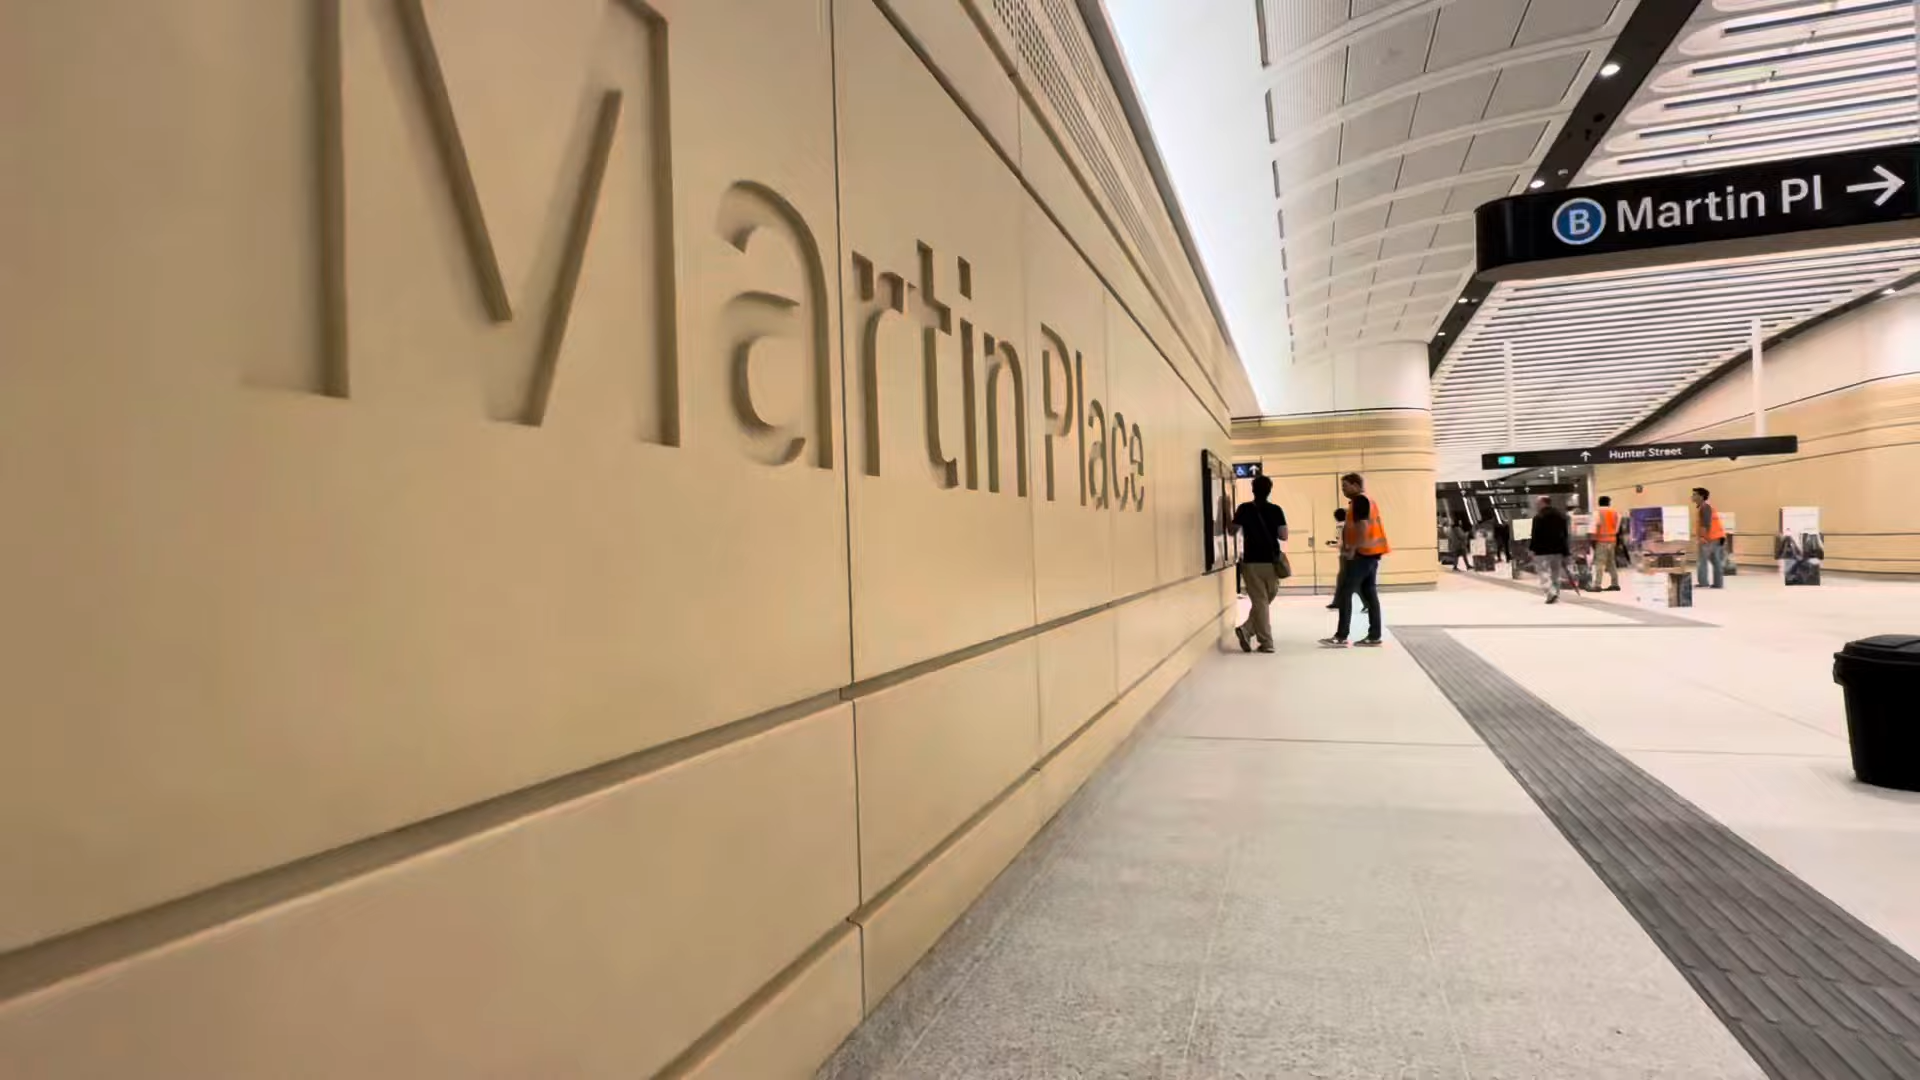 Martin Place
B Martin Pl →
↑ Hunter Street ↑